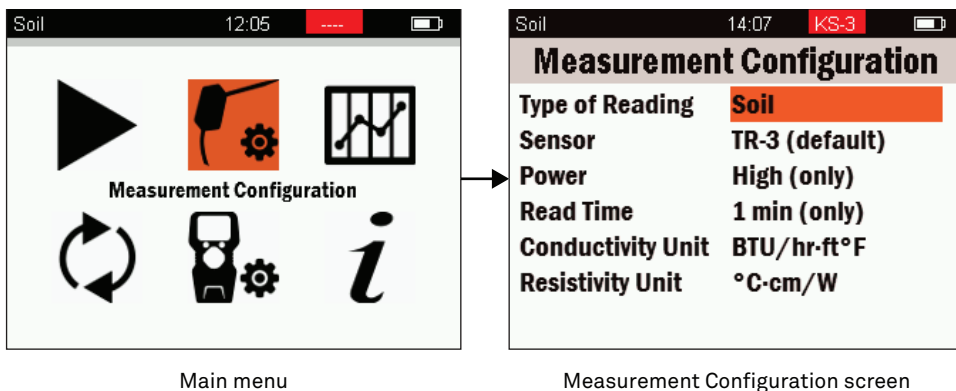 Soil 12:05 ----
Measurement Configuration
i
Main menu
Soil 14:07 KS-3
Measurement Configuration
Type of Reading Soil
Sensor TR-3 (default)
Power High (only)
Read Time 1 min (only)
Conductivity Unit BTU/hr·ft°F
Resistivity Unit °C·cm/W
Measurement Configuration screen